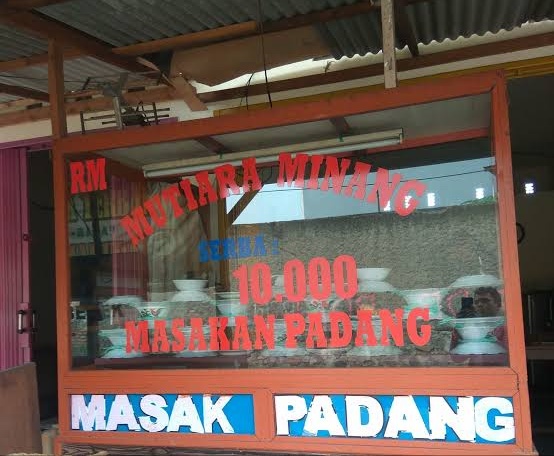 RM
MUTIARA MINANG
SERBA :
10.000
MASAKAN PADANG
MASAK PADANG